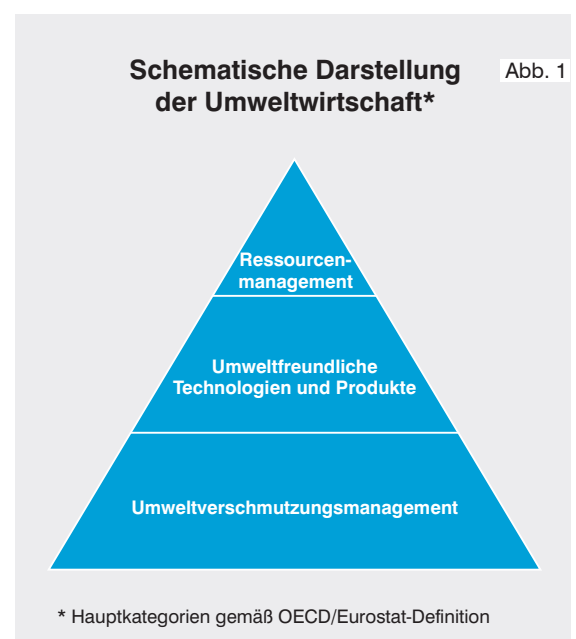 Schematische Darstellung
der Umweltwirtschaft*
Abb. 1
Ressourcen-
management
Umweltfreundliche
Technologien und Produkte
Umweltverschmutzungsmanagement
* Hauptkategorien gemäß OECD/Eurostat-Definition